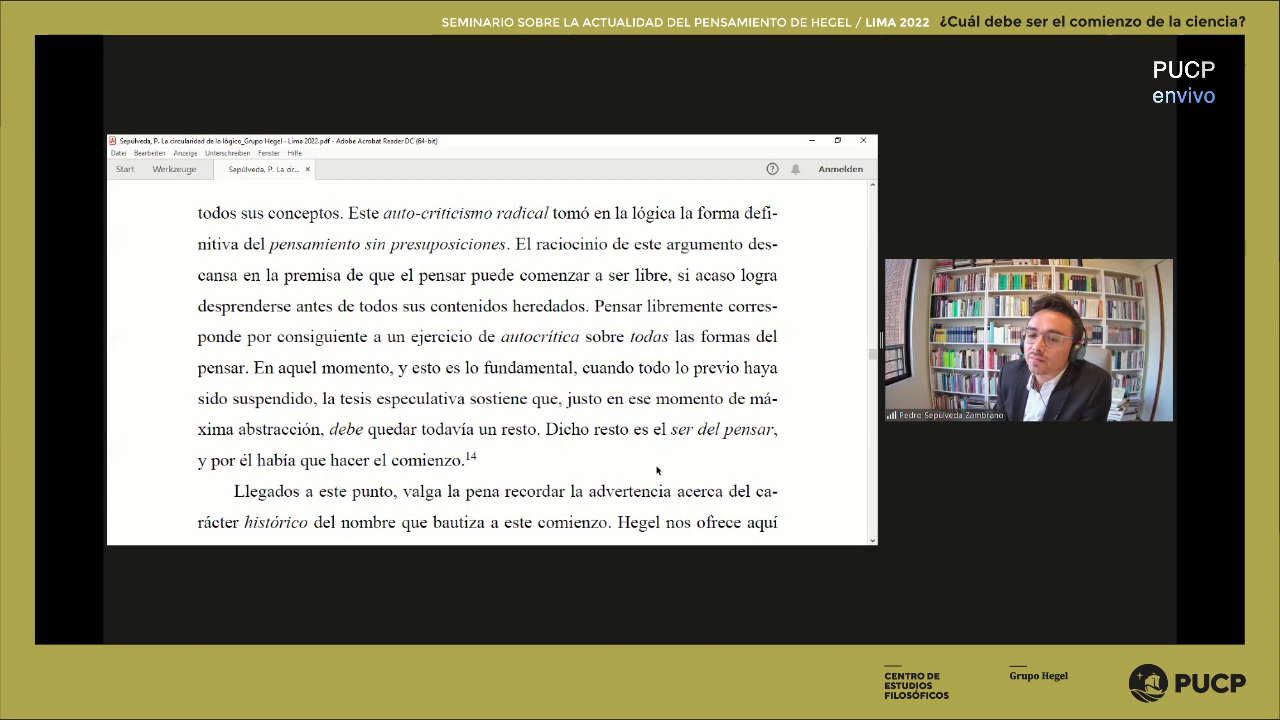 SEMINARIO SOBRE LA ACTUALIDAD DEL PENSAMIENTO DE HEGEL / LIMA 2022 ¿Cuál debe ser el comienzo de la ciencia?
PUCP
envivo
Sepúlveda, P. La circularidad de lo lógico_Grupo Hegel - Lima 2022.pdf - Adobe Acrobat Reader DC (64-bit)
Datei Bearbeiten Anzeige Unterschreiben Fenster Hilfe
Start Werkzeuge Sepúlveda, P. La cir... × Anmelden
todos sus conceptos. Este auto-criticismo radical tomó en la lógica la forma defi-
nitiva del pensamiento sin presuposiciones. El raciocinio de este argumento des-
cansa en la premisa de que el pensar puede comenzar a ser libre, si acaso logra
desprenderse antes de todos sus contenidos heredados. Pensar libremente corres-
ponde por consiguiente a un ejercicio de autocrítica sobre todas las formas del
pensar. En aquel momento, y esto es lo fundamental, cuando todo lo previo haya
sido suspendido, la tesis especulativa sostiene que, justo en ese momento de má-
xima abstracción, debe quedar todavía un resto. Dicho resto es el ser del pensar,
y por él había que hacer el comienzo.14
Llegados a este punto, valga la pena recordar la advertencia acerca del ca-
rácter histórico del nombre que bautiza a este comienzo. Hegel nos ofrece aquí
Pedro Sepúlveda Zambrano
CENTRO DE
ESTUDIOS
FILOSÓFICOS
Grupo Hegel
PUCP